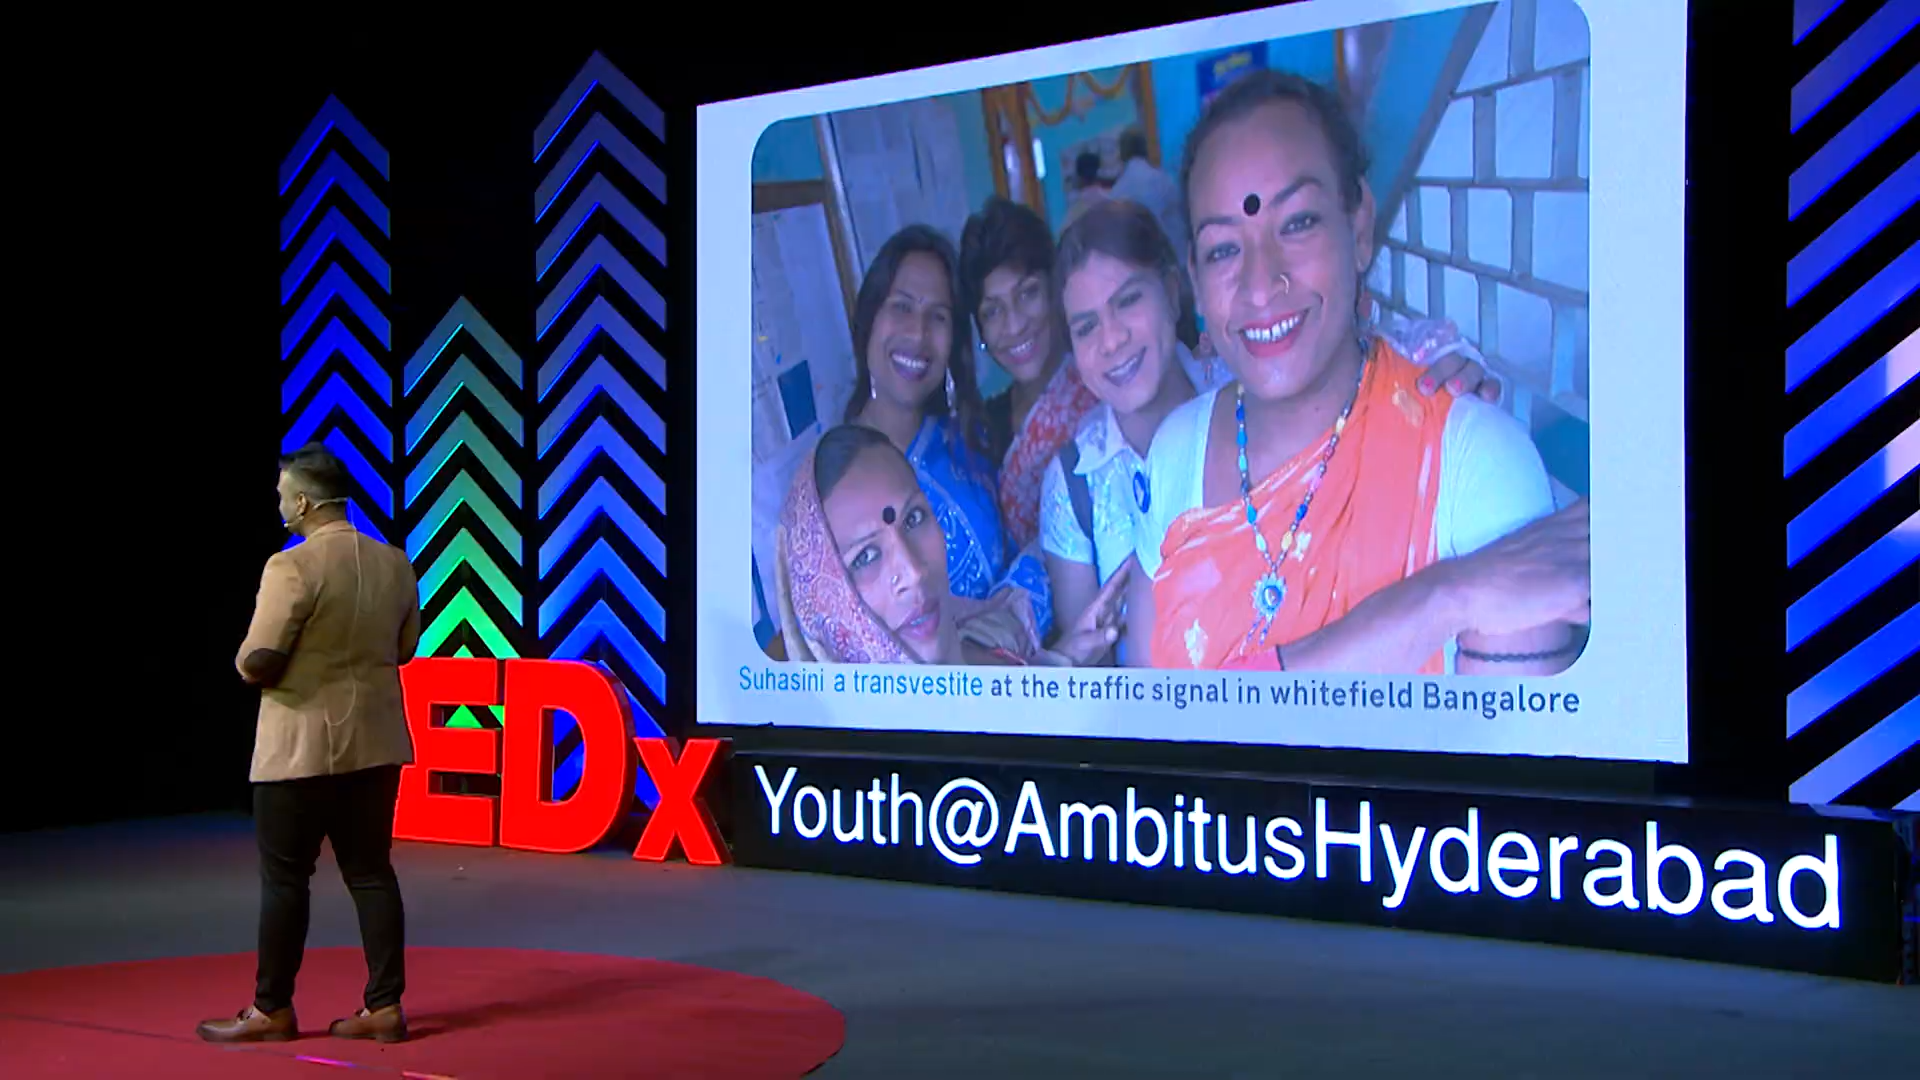 Suhasini a transvestite at the traffic signal in whitefield Bangalore
EDx
Youth@AmbitusHyderabad